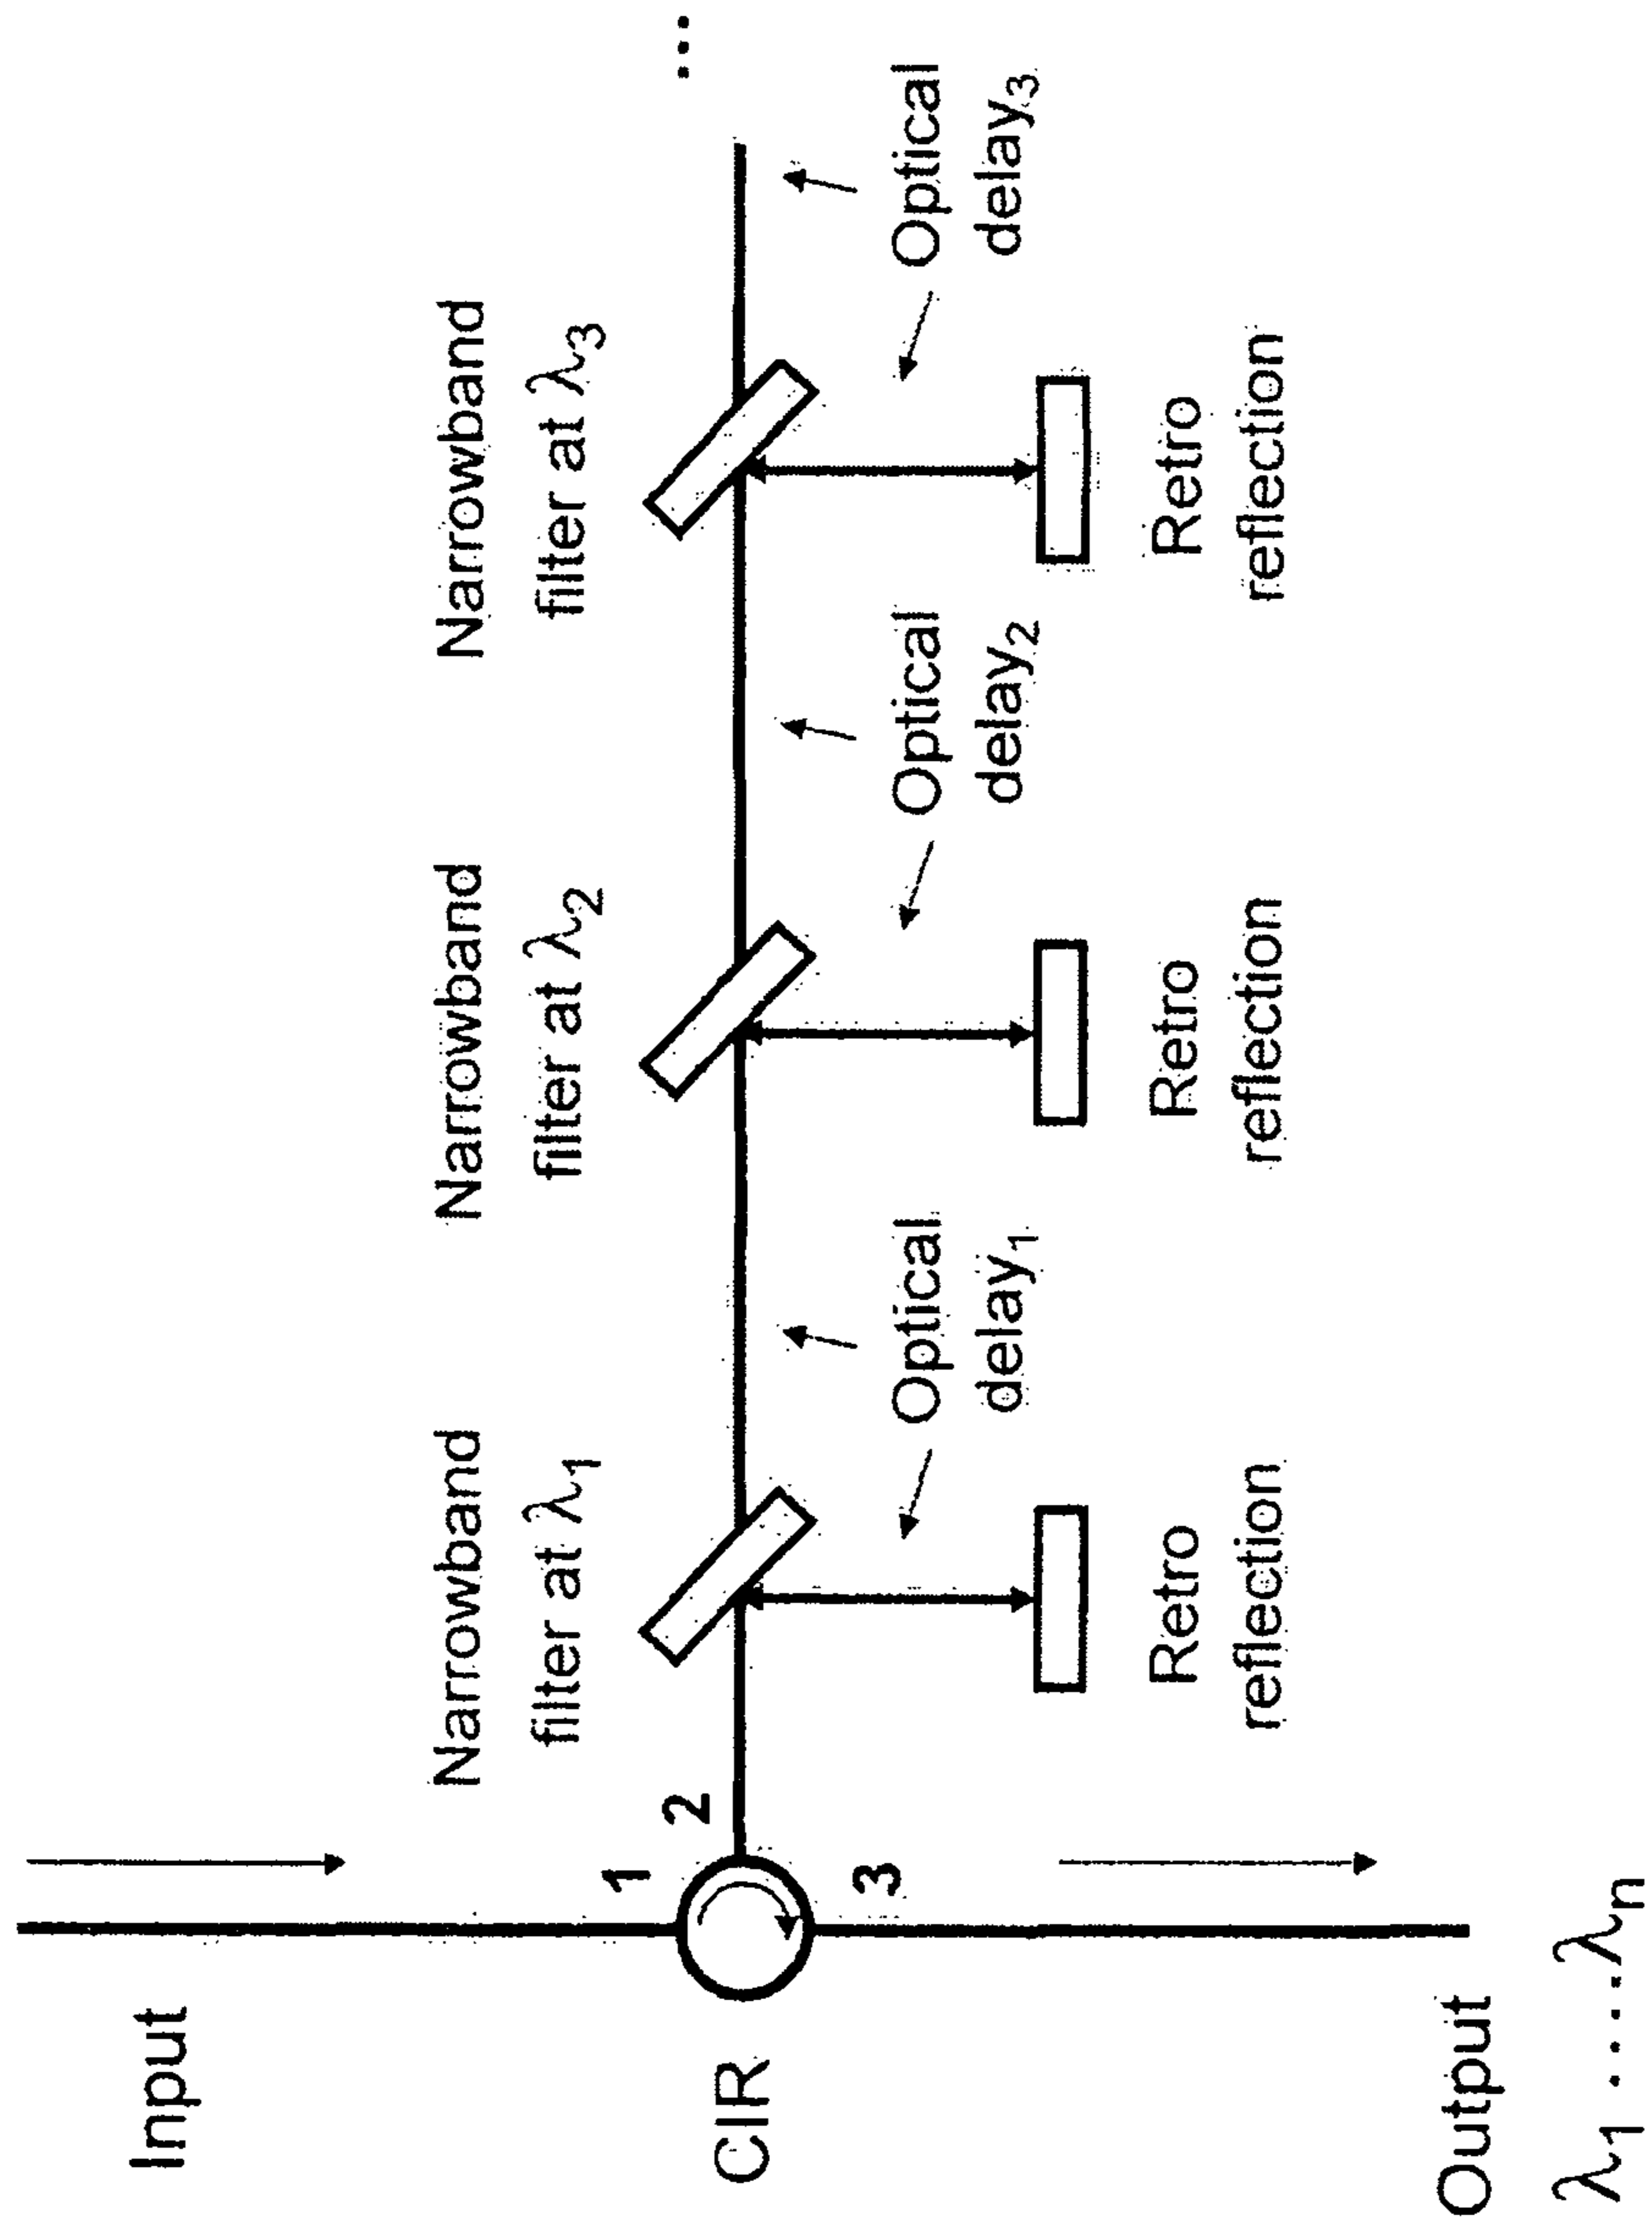 Input
Narrowband
filter at λ₁
Narrowband
filter at λ₂
Narrowband
filter at λ₃
1
2
...
CIR
3
Optical
delay₁
Optical
delay₂
Optical
delay₃
Retro
reflection
Retro
reflection
Retro
reflection
Output
λ₁ ....λₙ